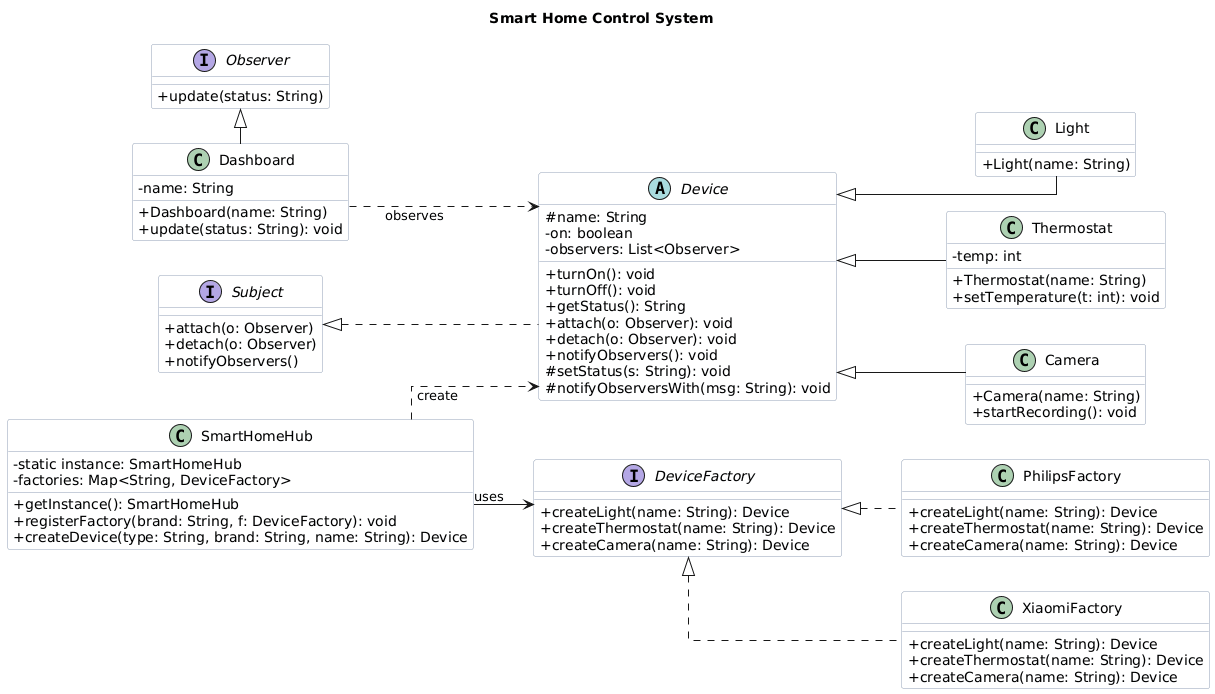 Smart Home Control System
I Observer
+update(status: String)
C Dashboard
-name: String
+Dashboard(name: String)
+update(status: String): void
observes
I Subject
+attach(o: Observer)
+detach(o: Observer)
+notifyObservers()
A Device
#name: String
-on: boolean
-observers: List<Observer>
+turnOn(): void
+turnOff(): void
+getStatus(): String
+attach(o: Observer): void
+detach(o: Observer): void
+notifyObservers(): void
#setStatus(s: String): void
#notifyObserversWith(msg: String): void
C Light
+Light(name: String)
C Thermostat
-temp: int
+Thermostat(name: String)
+setTemperature(t: int): void
C Camera
+Camera(name: String)
+startRecording(): void
create
C SmartHomeHub
-static instance: SmartHomeHub
-factories: Map<String, DeviceFactory>
+getInstance(): SmartHomeHub
+registerFactory(brand: String, f: DeviceFactory): void
+createDevice(type: String, brand: String, name: String): Device
uses
I DeviceFactory
+createLight(name: String): Device
+createThermostat(name: String): Device
+createCamera(name: String): Device
C PhilipsFactory
+createLight(name: String): Device
+createThermostat(name: String): Device
+createCamera(name: String): Device
C XiaomiFactory
+createLight(name: String): Device
+createThermostat(name: String): Device
+createCamera(name: String): Device